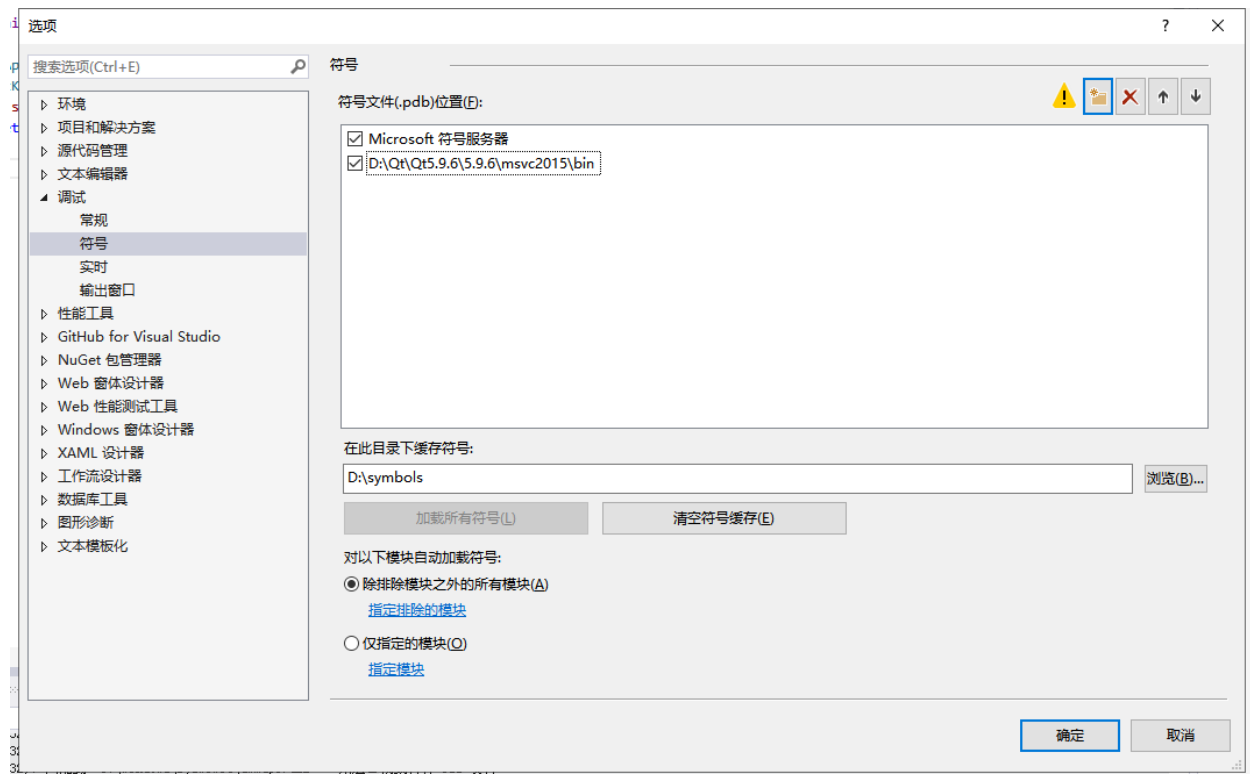 选项
?
搜索选项(Ctrl+E)
环境
项目和解决方案
源代码管理
文本编辑器
调试
常规
符号
实时
输出窗口
性能工具
GitHub for Visual Studio
NuGet 包管理器
Web 窗体设计器
Web 性能测试工具
Windows 窗体设计器
XAML 设计器
工作流设计器
数据库工具
图形诊断
文本模板化
符号
符号文件(.pdb)位置(F):
Microsoft 符号服务器
D:\Qt\Qt5.9.6\5.9.6\msvc2015\bin
在此目录下缓存符号:
D:\symbols
浏览(B)...
加载所有符号(L)
清空符号缓存(E)
对以下模块自动加载符号:
除排除模块之外的所有模块(A)
指定排除的模块
仅指定的模块(O)
指定模块
确定
取消